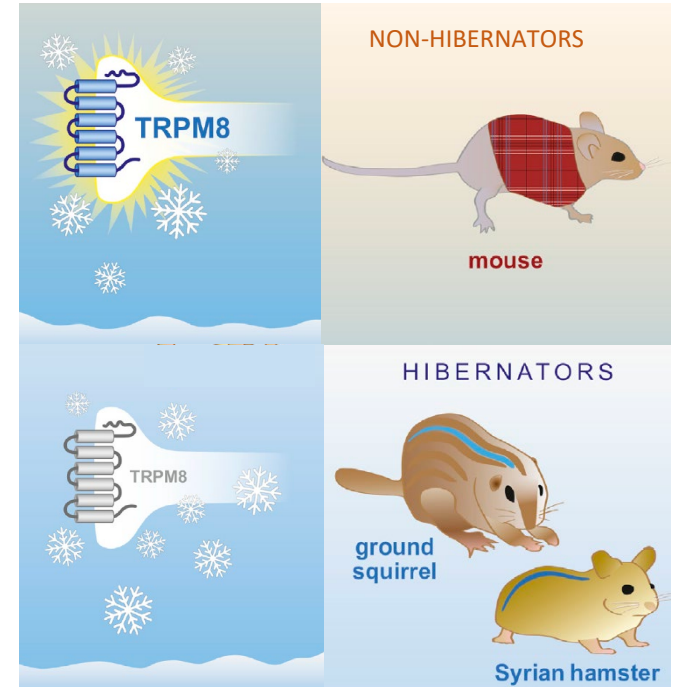 NON-HIBERNATORS
TRPM8
mouse
HIBERNATORS
TRPM8
ground
squirrel
Syrian hamster